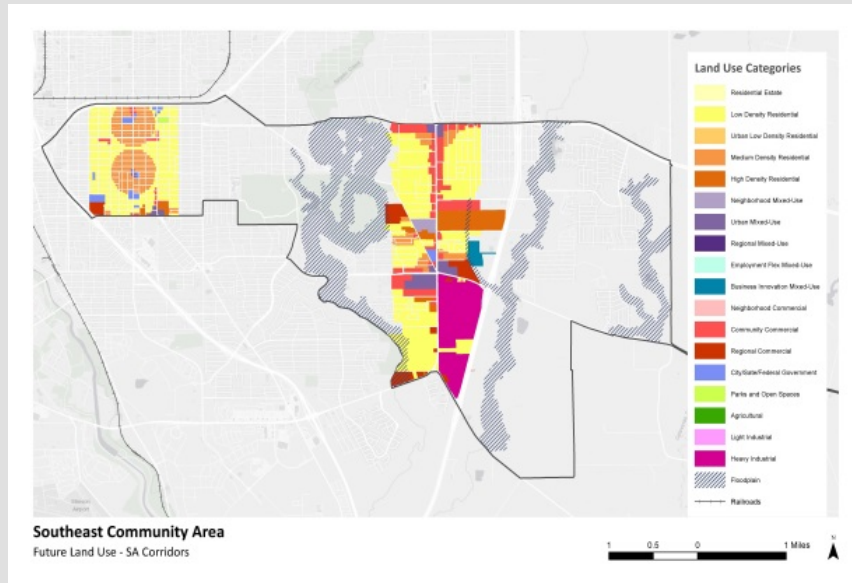 Land Use Categories
Residential Estate
Low Density Residential
Urban Low Density Residential
Medium Density Residential
High Density Residential
Neighborhood Mixed-Use
Urban Mixed-Use
Regional Mixed-Use
Employment Flex Mixed-Use
Business Innovation Mixed-Use
Neighborhood Commercial
Community Commercial
Regional Commercial
City/State/Federal Government
Parks and Open Spaces
Agricultural
Light Industrial
Heavy Industrial
Floodplain
Railroads
Southeast Community Area
Future Land Use - SA Corridors
1 0.5 0 1 Miles
N